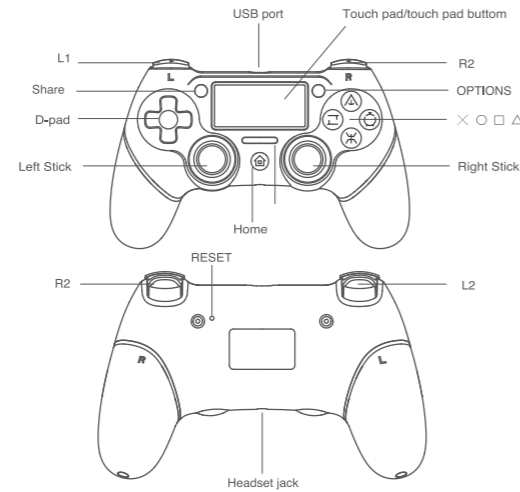 USB port
Touch pad/touch pad buttom
L1
R2
L
R
Share
OPTIONS
D-pad
× ○ □ △
Left Stick
Right Stick
Home
RESET
R2
L2
R
L
Headset jack